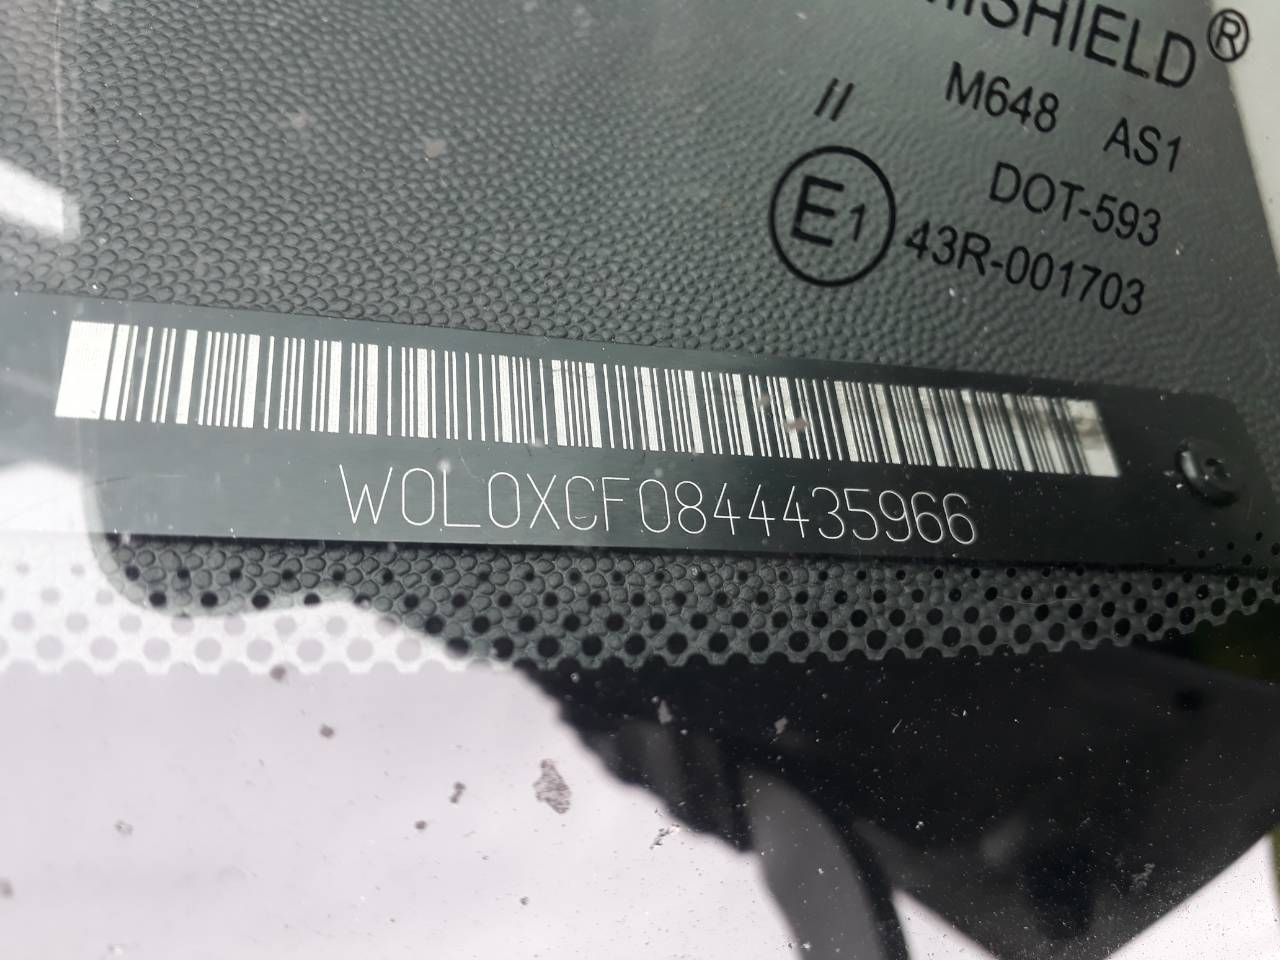 SHIELD®
// M648 AS1
DOT-593
E1 43R-001703
W0L0XCF0844435966